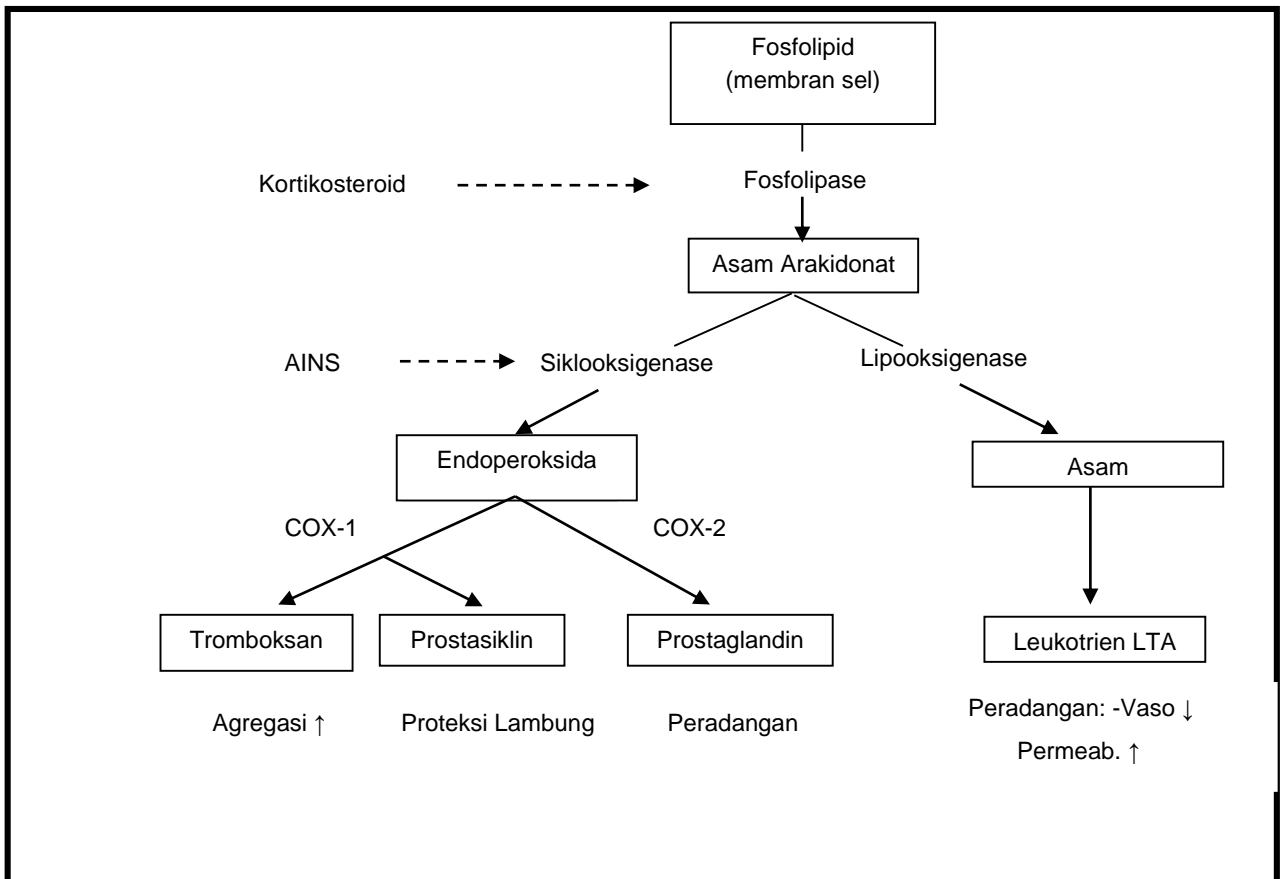 Fosfolipid
(membran sel)
Kortikosteroid
Fosfolipase
Asam Arakidonat
AINS
Siklooksigenase
Lipooksigenase
Endoperoksida
Asam
COX-1
COX-2
Tromboksan
Prostasiklin
Prostaglandin
Leukotrien LTA
Agregasi ↑
Proteksi Lambung
Peradangan
Peradangan: -Vaso ↓
Permeab. ↑